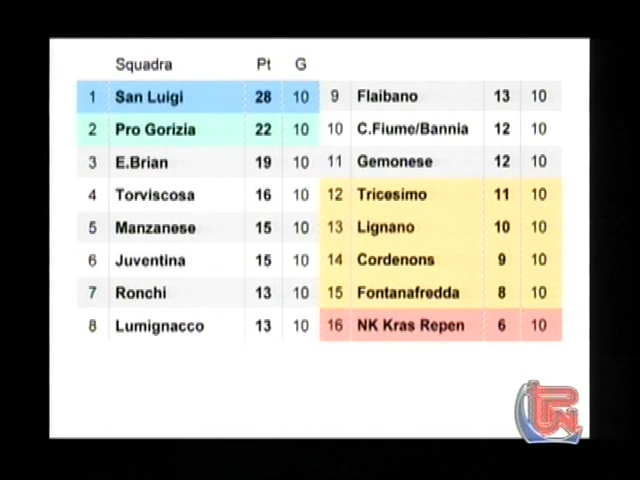 Squadra Pt G
1 San Luigi 28 10
2 Pro Gorizia 22 10
3 E.Brian 19 10
4 Torviscosa 16 10
5 Manzanese 15 10
6 Juventina 15 10
7 Ronchi 13 10
8 Lumignacco 13 10
9 Flaibano 13 10
10 C.Fiume/Bannia 12 10
11 Gemonese 12 10
12 Tricesimo 11 10
13 Lignano 10 10
14 Cordenons 9 10
15 Fontanafredda 8 10
16 NK Kras Repen 6 10
TPN